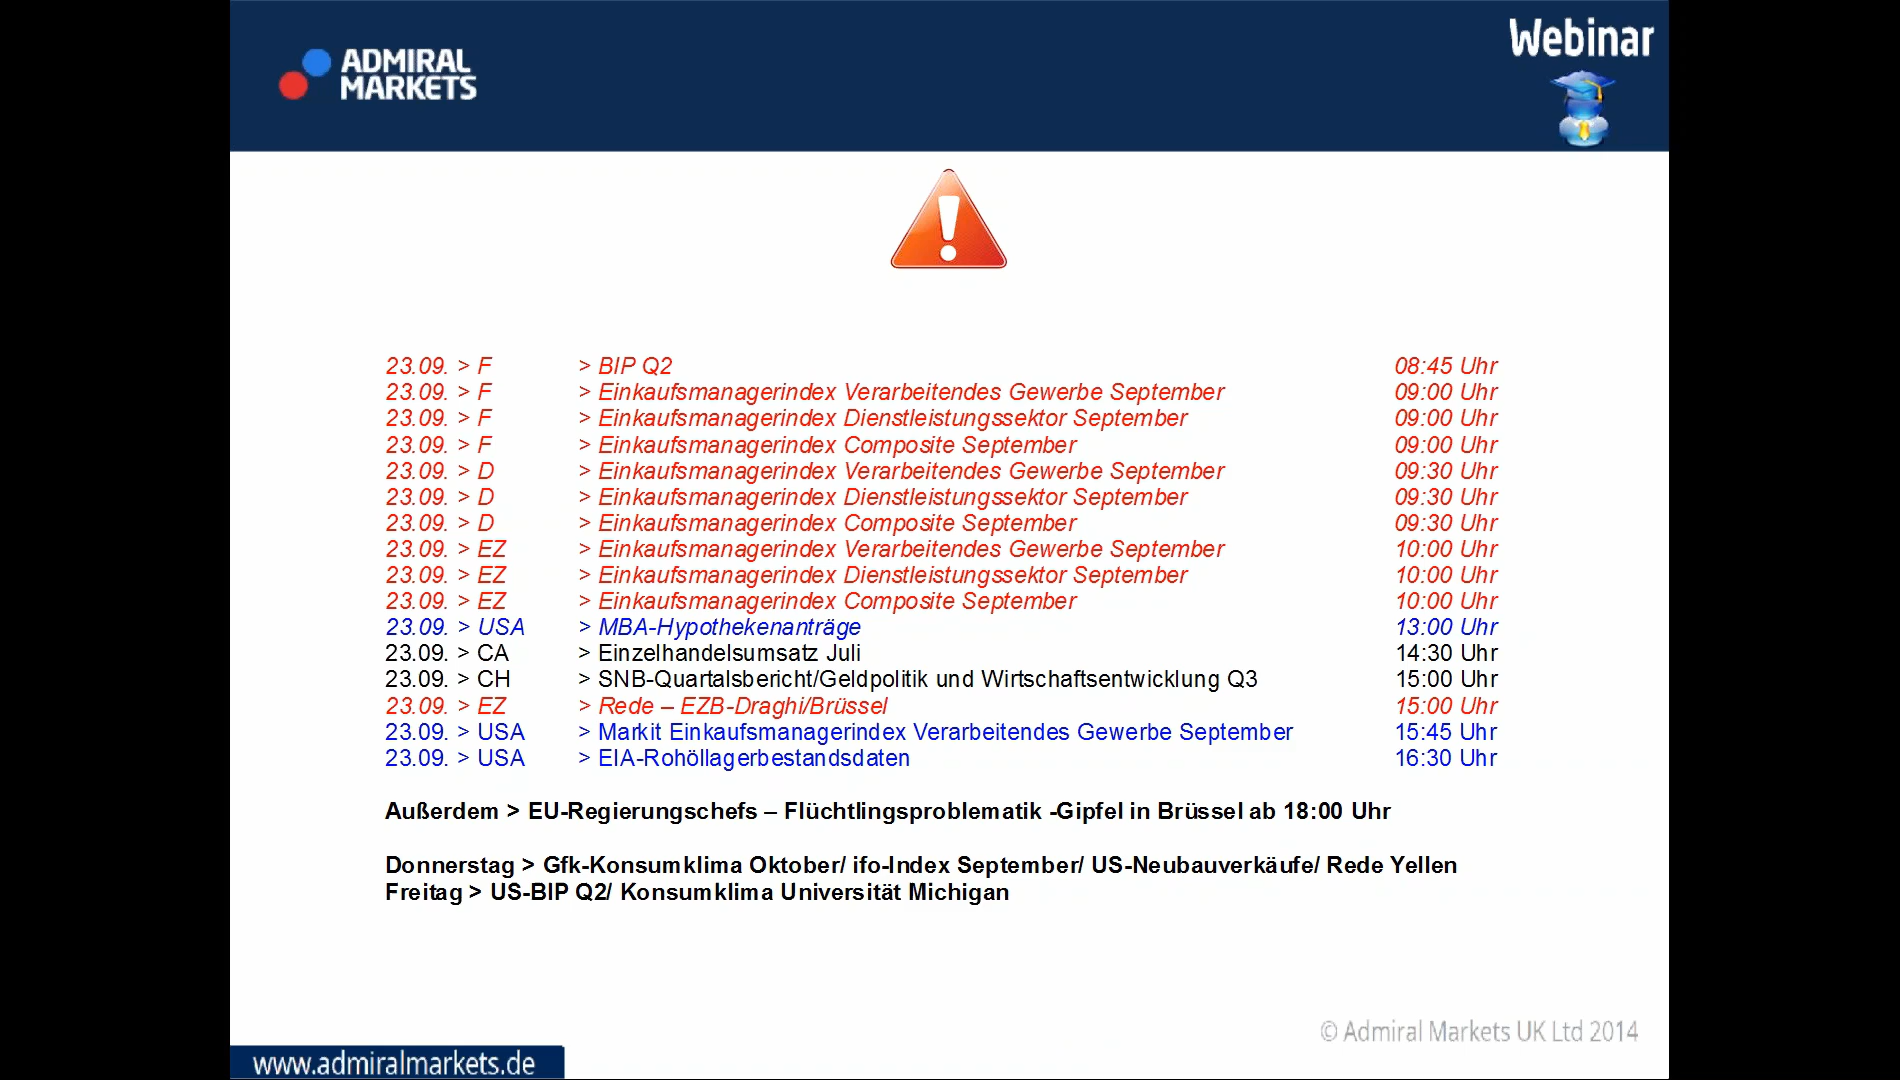 ADMIRAL
MARKETS
Webinar
23.09. > F > BIP Q2 08:45 Uhr
23.09. > F > Einkaufsmanagerindex Verarbeitendes Gewerbe September 09:00 Uhr
23.09. > F > Einkaufsmanagerindex Dienstleistungssektor September 09:00 Uhr
23.09. > F > Einkaufsmanagerindex Composite September 09:00 Uhr
23.09. > D > Einkaufsmanagerindex Verarbeitendes Gewerbe September 09:30 Uhr
23.09. > D > Einkaufsmanagerindex Dienstleistungssektor September 09:30 Uhr
23.09. > D > Einkaufsmanagerindex Composite September 09:30 Uhr
23.09. > EZ > Einkaufsmanagerindex Verarbeitendes Gewerbe September 10:00 Uhr
23.09. > EZ > Einkaufsmanagerindex Dienstleistungssektor September 10:00 Uhr
23.09. > EZ > Einkaufsmanagerindex Composite September 10:00 Uhr
23.09. > USA > MBA-Hypothekenanträge 13:00 Uhr
23.09. > CA > Einzelhandelsumsatz Juli 14:30 Uhr
23.09. > CH > SNB-Quartalsbericht/Geldpolitik und Wirtschaftsentwicklung Q3 15:00 Uhr
23.09. > EZ > Rede – EZB-Draghi/Brüssel 15:00 Uhr
23.09. > USA > Markit Einkaufsmanagerindex Verarbeitendes Gewerbe September 15:45 Uhr
23.09. > USA > EIA-Rohöllagerbestandsdaten 16:30 Uhr
Außerdem > EU-Regierungschefs – Flüchtlingsproblematik -Gipfel in Brüssel ab 18:00 Uhr
Donnerstag > Gfk-Konsumklima Oktober/ ifo-Index September/ US-Neubauverkäufe/ Rede Yellen
Freitag > US-BIP Q2/ Konsumklima Universität Michigan
© Admiral Markets UK Ltd 2014
www.admiralmarkets.de